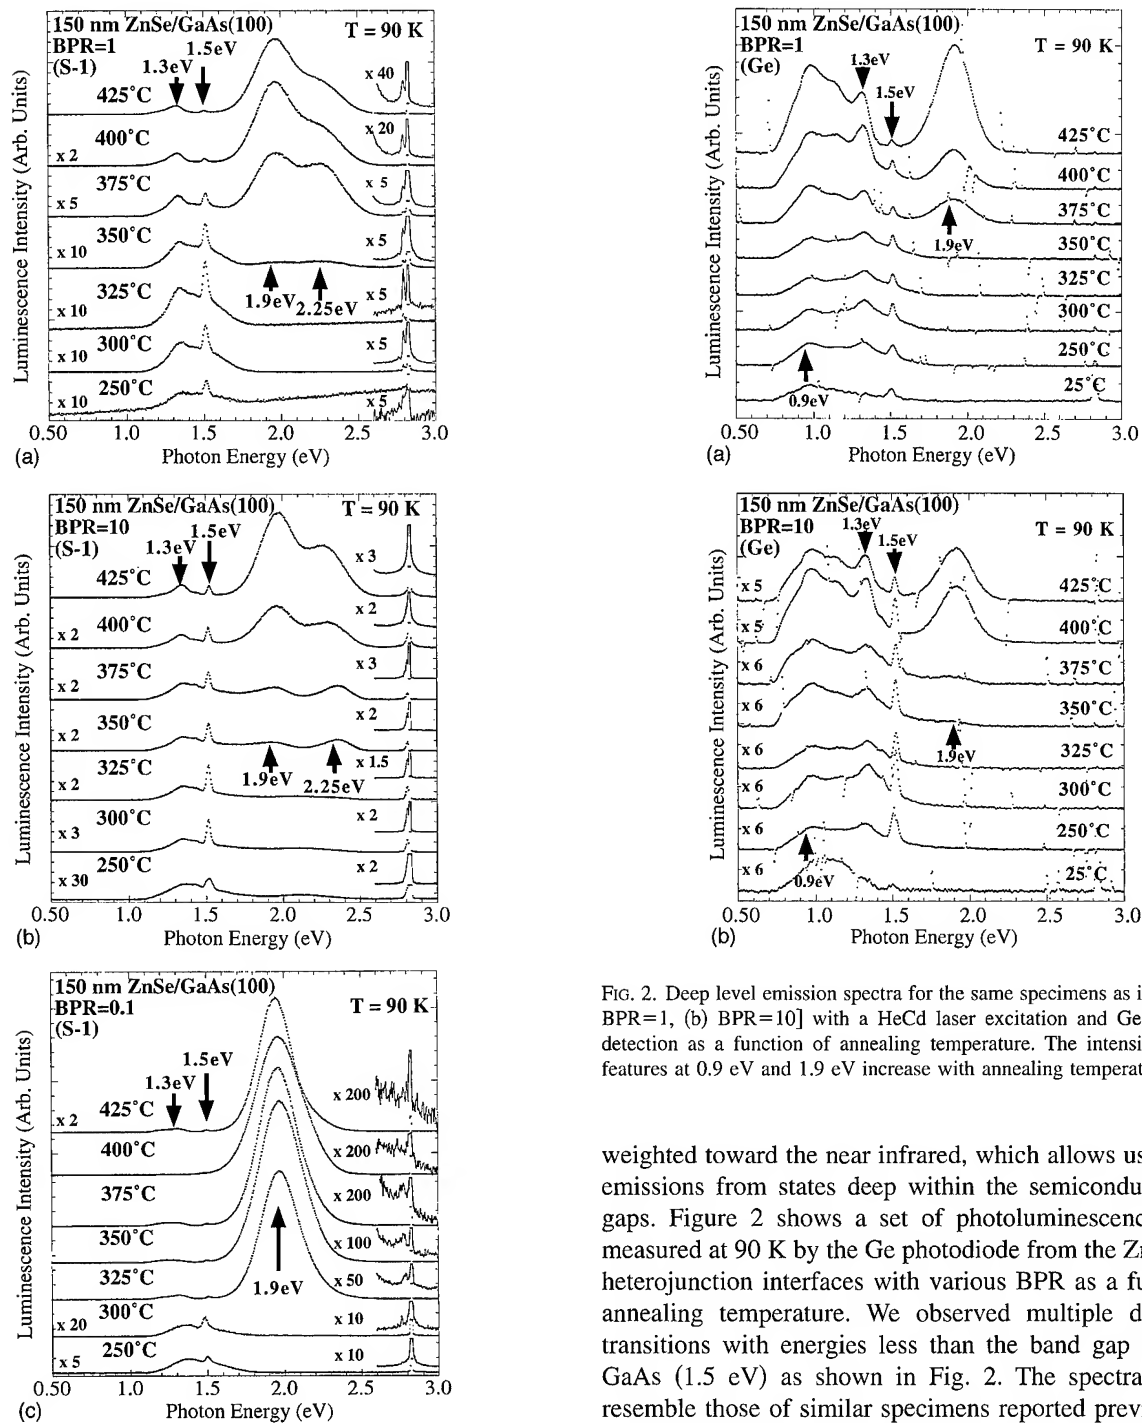 150 nm ZnSe/GaAs(100)
BPR=1
(S-1)
T = 90 K
1.3eV
1.5eV
x 40
425°C
x 20
400°C
x 2
375°C
x 5
x 5
350°C
x 10
x 5
1.9eV
2.25eV
325°C
x 10
x 5
300°C
x 10
x 5
250°C
x 10
x 5
0.50
1.0
1.5
2.0
2.5
3.0
Luminescence Intensity (Arb. Units)
(a)
Photon Energy (eV)
150 nm ZnSe/GaAs(100)
BPR=10
(S-1)
T = 90 K
1.3eV
1.5eV
x 3
425°C
x 2
400°C
x 2
x 3
375°C
x 2
x 2
350°C
x 2
x 1.5
1.9eV
2.25eV
325°C
x 2
x 2
300°C
x 3
x 2
250°C
x 30
0.50
1.0
1.5
2.0
2.5
3.0
Luminescence Intensity (Arb. Units)
(b)
Photon Energy (eV)
150 nm ZnSe/GaAs(100)
BPR=0.1
(S-1)
T = 90 K
1.3eV
1.5eV
x 200
425°C
x 2
400°C
x 200
375°C
x 200
350°C
x 100
325°C
x 50
1.9eV
300°C
x 20
x 10
250°C
x 5
x 10
0.50
1.0
1.5
2.0
2.5
3.0
Luminescence Intensity (Arb. Units)
(c)
Photon Energy (eV)
150 nm ZnSe/GaAs(100)
BPR=1
(Ge)
T = 90 K
1.3eV
1.5eV
425°C
400°C
375°C
1.9eV
350°C
325°C
300°C
250°C
25°C
0.9eV
0.50
1.0
1.5
2.0
2.5
3.0
Luminescence Intensity (Arb. Units)
(a)
Photon Energy (eV)
150 nm ZnSe/GaAs(100)
BPR=10
(Ge)
T = 90 K
1.3eV
1.5eV
x 5
425°C
x 5
400°C
x 6
375°C
x 6
350°C
1.9eV
x 6
325°C
x 6
300°C
x 6
250°C
x 6
0.9eV
25°C
0.50
1.0
1.5
2.0
2.5
3.0
Luminescence Intensity (Arb. Units)
(b)
Photon Energy (eV)
FIG. 2. Deep level emission spectra for the same specimens as i
BPR=1, (b) BPR=10] with a HeCd laser excitation and Ge
detection as a function of annealing temperature. The intensi
features at 0.9 eV and 1.9 eV increase with annealing temperat
weighted toward the near infrared, which allows us
emissions from states deep within the semicondu
gaps. Figure 2 shows a set of photoluminescenc
measured at 90 K by the Ge photodiode from the Zn
heterojunction interfaces with various BPR as a fu
annealing temperature. We observed multiple d
transitions with energies less than the band gap
GaAs (1.5 eV) as shown in Fig. 2. The spectra
resemble those of similar specimens reported prev